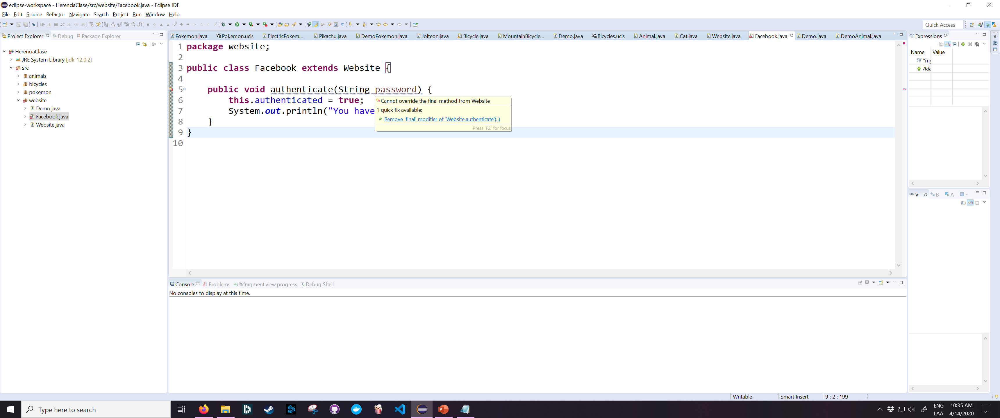 eclipse-workspace - HerenciaClase/src/website/Facebook.java - Eclipse IDE
File Edit Source Refactor Navigate Search Project Run Window Help
Quick Access
Project Explorer Debug Package Explorer
Pokemon.java Pokemon.ucls ElectricPokem... Pikachu.java DemoPokemon.java Jolteon.java Bicycle.java MountainBicycle... Demo.java Bicycles.ucls Animal.java Cat.java Website.java Facebook.java Demo.java DemoAnimal.java
Expressions
HerenciaClase
JRE System Library [jdk-12.0.2]
src
animals
bicycles
pokemon
website
Demo.java
Facebook.java
Website.java
1 package website;
2
3 public class Facebook extends Website {
4
5 public void authenticate(String password) {
6 this.authenticated = true;
7 System.out.println("You have
8 }
9 }
10
Cannot override the final method from Website
1 quick fix available:
Remove 'final' modifier of 'Website.authenticate'(..)
Press 'F2' for focus
Name Value
"my
Add
(x)= V B A F
Console Problems %fragment.view.progress Debug Shell
No consoles to display at this time.
Writable Smart Insert 9 : 2 : 199
Type here to search
ENG 10:35 AM
LAA 4/14/2020